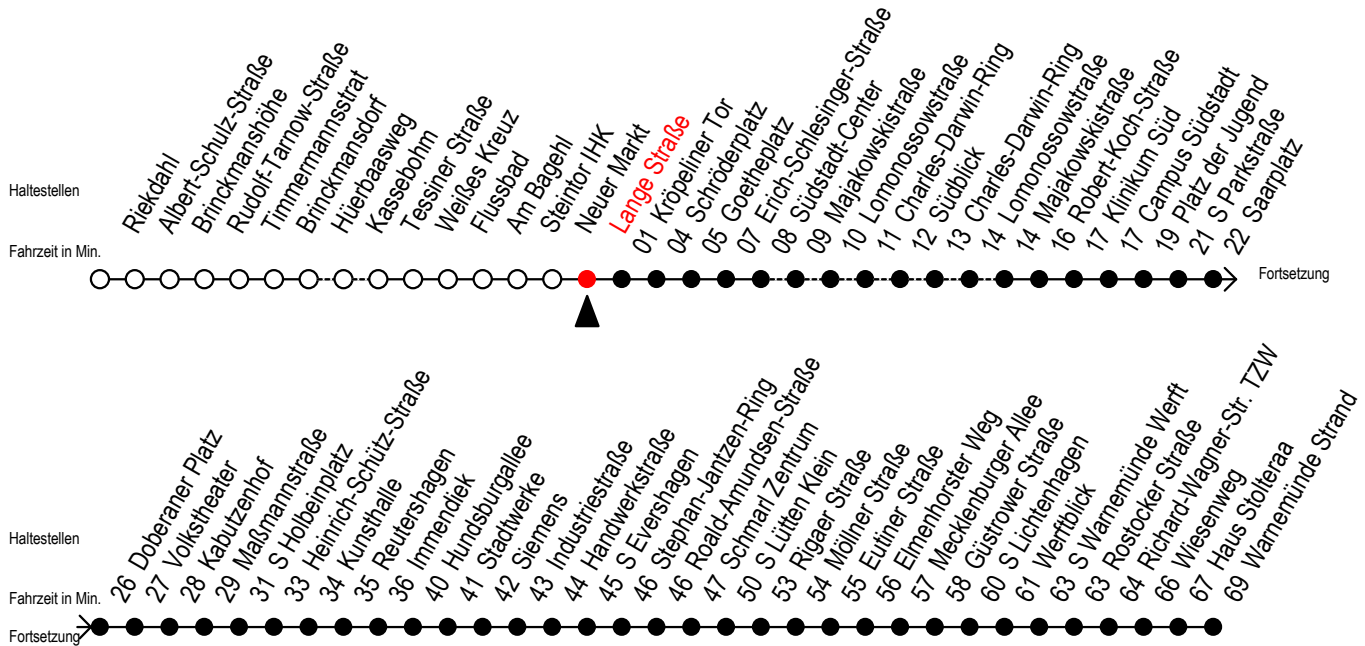 Riekdahl
Albert-Schulz-Straße
Brinckmanshöhe
Rudolf-Tarnow-Straße
Timmermannsstrat
Brinckmansdorf
Hüerbaasweg
Kassebohm
Tessiner Straße
Weißes Kreuz
Flussbad
Am Bagehl
Steintor IHK
Neuer Markt
Lange Straße
01 Kröpeliner Tor
04 Schröderplatz
05 Goetheplatz
07 Erich-Schlesinger-Straße
08 Südstadt-Center
09 Majakowskistraße
10 Lomonossowstraße
11 Charles-Darwin-Ring
12 Südblick
13 Charles-Darwin-Ring
14 Lomonossowstraße
14 Majakowskistraße
16 Robert-Koch-Straße
17 Klinikum Süd
17 Campus Südstadt
19 Platz der Jugend
21 S Parkstraße
22 Saarplatz
Haltestellen
Fahrzeit in Min.
Fortsetzung
26 Doberaner Platz
27 Volkstheater
28 Kabutzenhof
29 Maßmannstraße
31 S Holbeinplatz
33 Heinrich-Schütz-Straße
34 Kunsthalle
35 Reutershagen
36 Immendiek
40 Hundsburgallee
41 Stadtwerke
42 Siemens
43 Industriestraße
44 Handwerkstraße
45 S Evershagen
46 Stephan-Jantzen-Ring
46 Roald-Amundsen-Straße
47 Schmarl Zentrum
50 S Lütten Klein
53 Rigaer Straße
54 Möllner Straße
55 Eutiner Straße
56 Elmenhorster Weg
57 Mecklenburger Allee
58 Güstrower Straße
60 S Lichtenhagen
61 Werftblick
63 S Warnemünde Werft
63 Rostocker Straße
64 Richard-Wagner-Str. TZW
66 Wiesenweg
67 Haus Stolteraa
69 Warnemünde Strand
Haltestellen
Fahrzeit in Min.
Fortsetzung